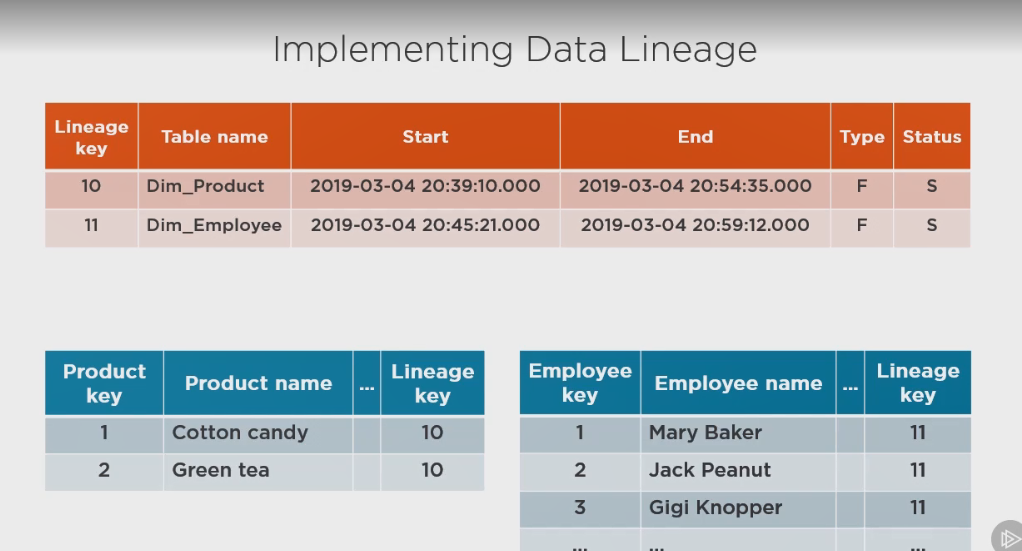 Implementing Data Lineage
Lineage key Table name Start End Type Status
10 Dim_Product 2019-03-04 20:39:10.000 2019-03-04 20:54:35.000 F S
11 Dim_Employee 2019-03-04 20:45:21.000 2019-03-04 20:59:12.000 F S
Product key Product name ... Lineage key
1 Cotton candy 10
2 Green tea 10
Employee key Employee name ... Lineage key
1 Mary Baker 11
2 Jack Peanut 11
3 Gigi Knopper 11
... ... ...